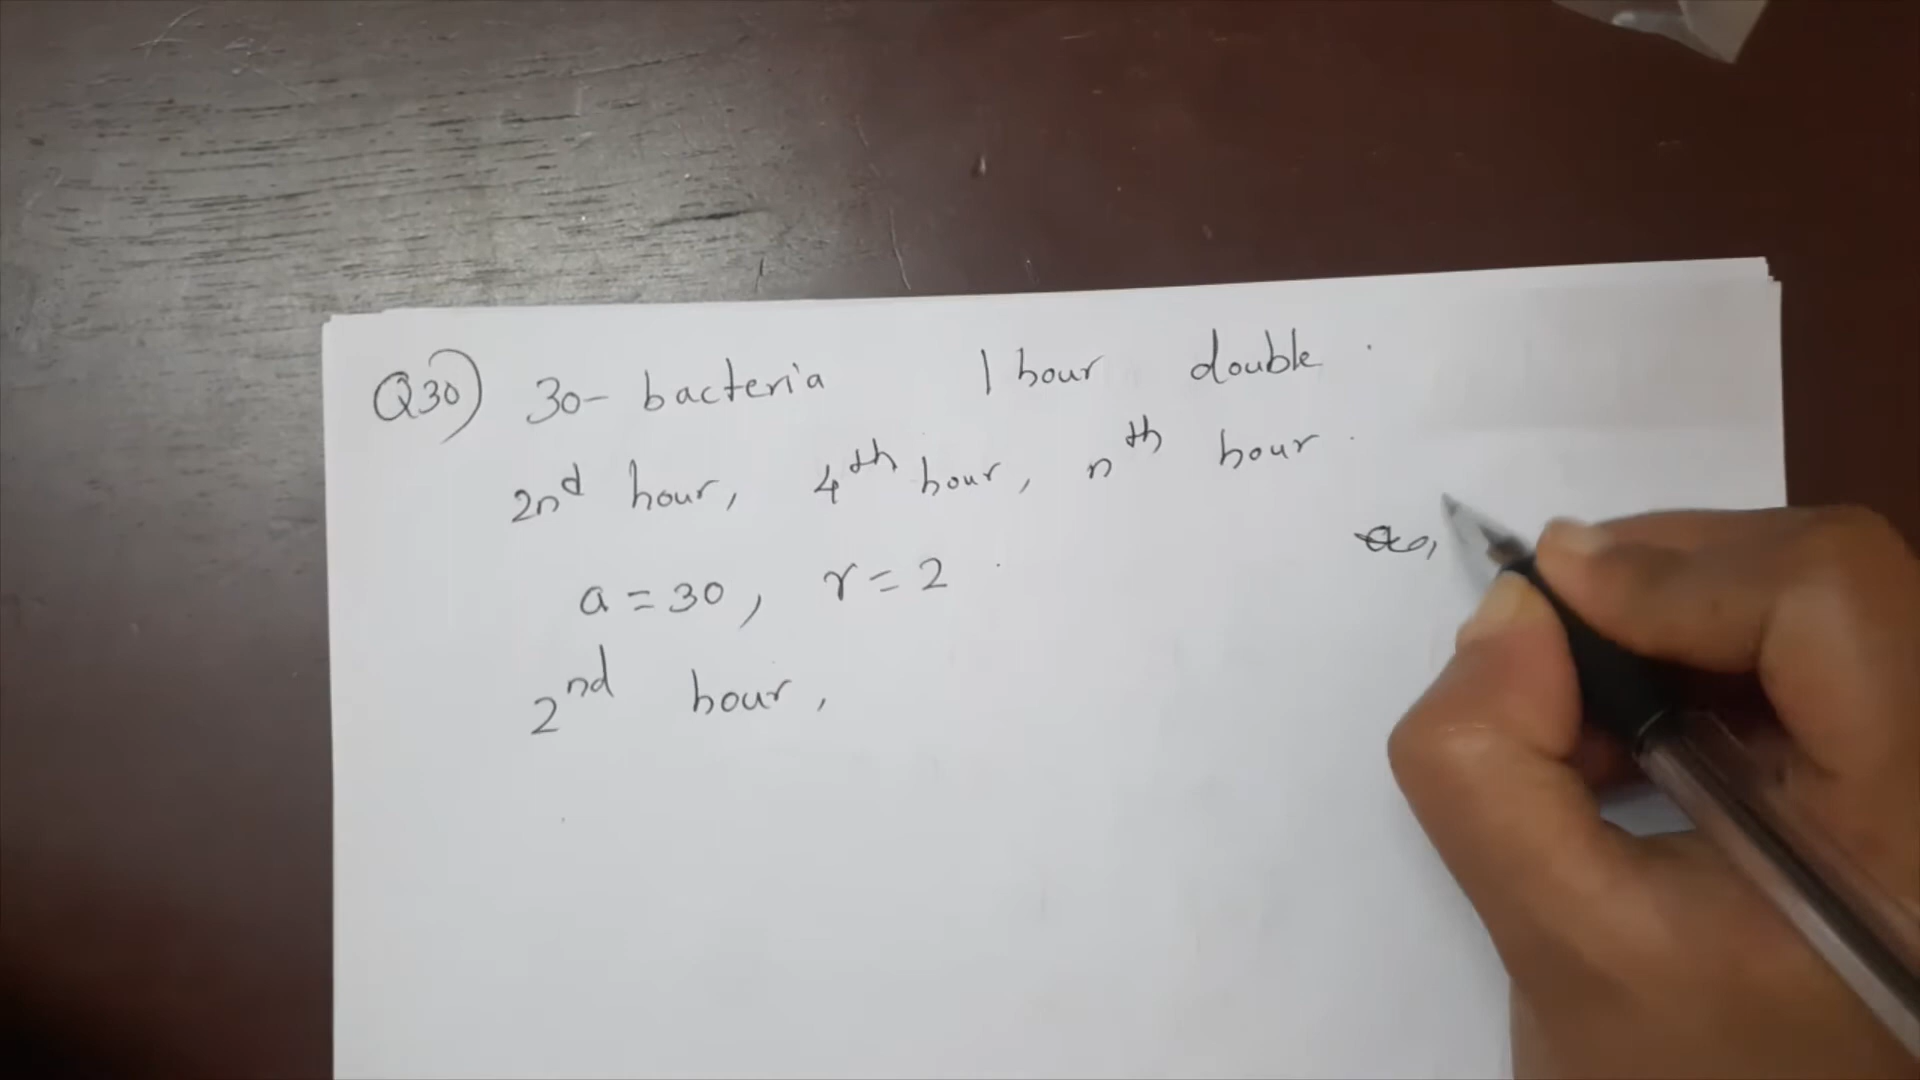 Q30) 30- bacteria 1 hour double.
2nd hour, 4th hour, nth hour.
a = 30, r = 2.
2nd hour,